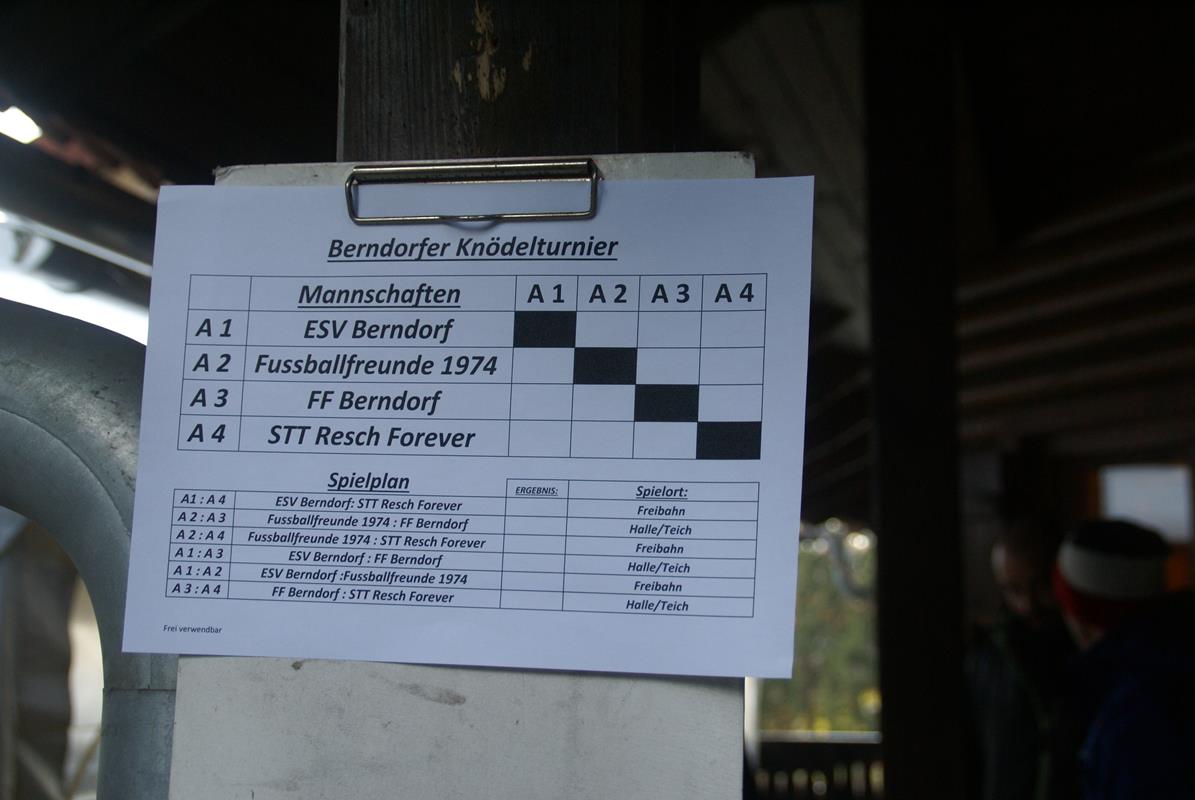 Berndorfer Knödelturnier
Mannschaften A 1 A 2 A 3 A 4
A 1 ESV Berndorf
A 2 Fussballfreunde 1974
A 3 FF Berndorf
A 4 STT Resch Forever
Spielplan ERGEBNIS: Spielort:
A1 : A 4 ESV Berndorf: STT Resch Forever Freibahn
A 2 : A 3 Fussballfreunde 1974 : FF Berndorf Halle/Teich
A 2 : A 4 Fussballfreunde 1974 : STT Resch Forever Freibahn
A 1 : A 3 ESV Berndorf : FF Berndorf Halle/Teich
A 1 : A 2 ESV Berndorf :Fussballfreunde 1974 Freibahn
A 3 : A 4 FF Berndorf : STT Resch Forever Halle/Teich
Frei verwendbar